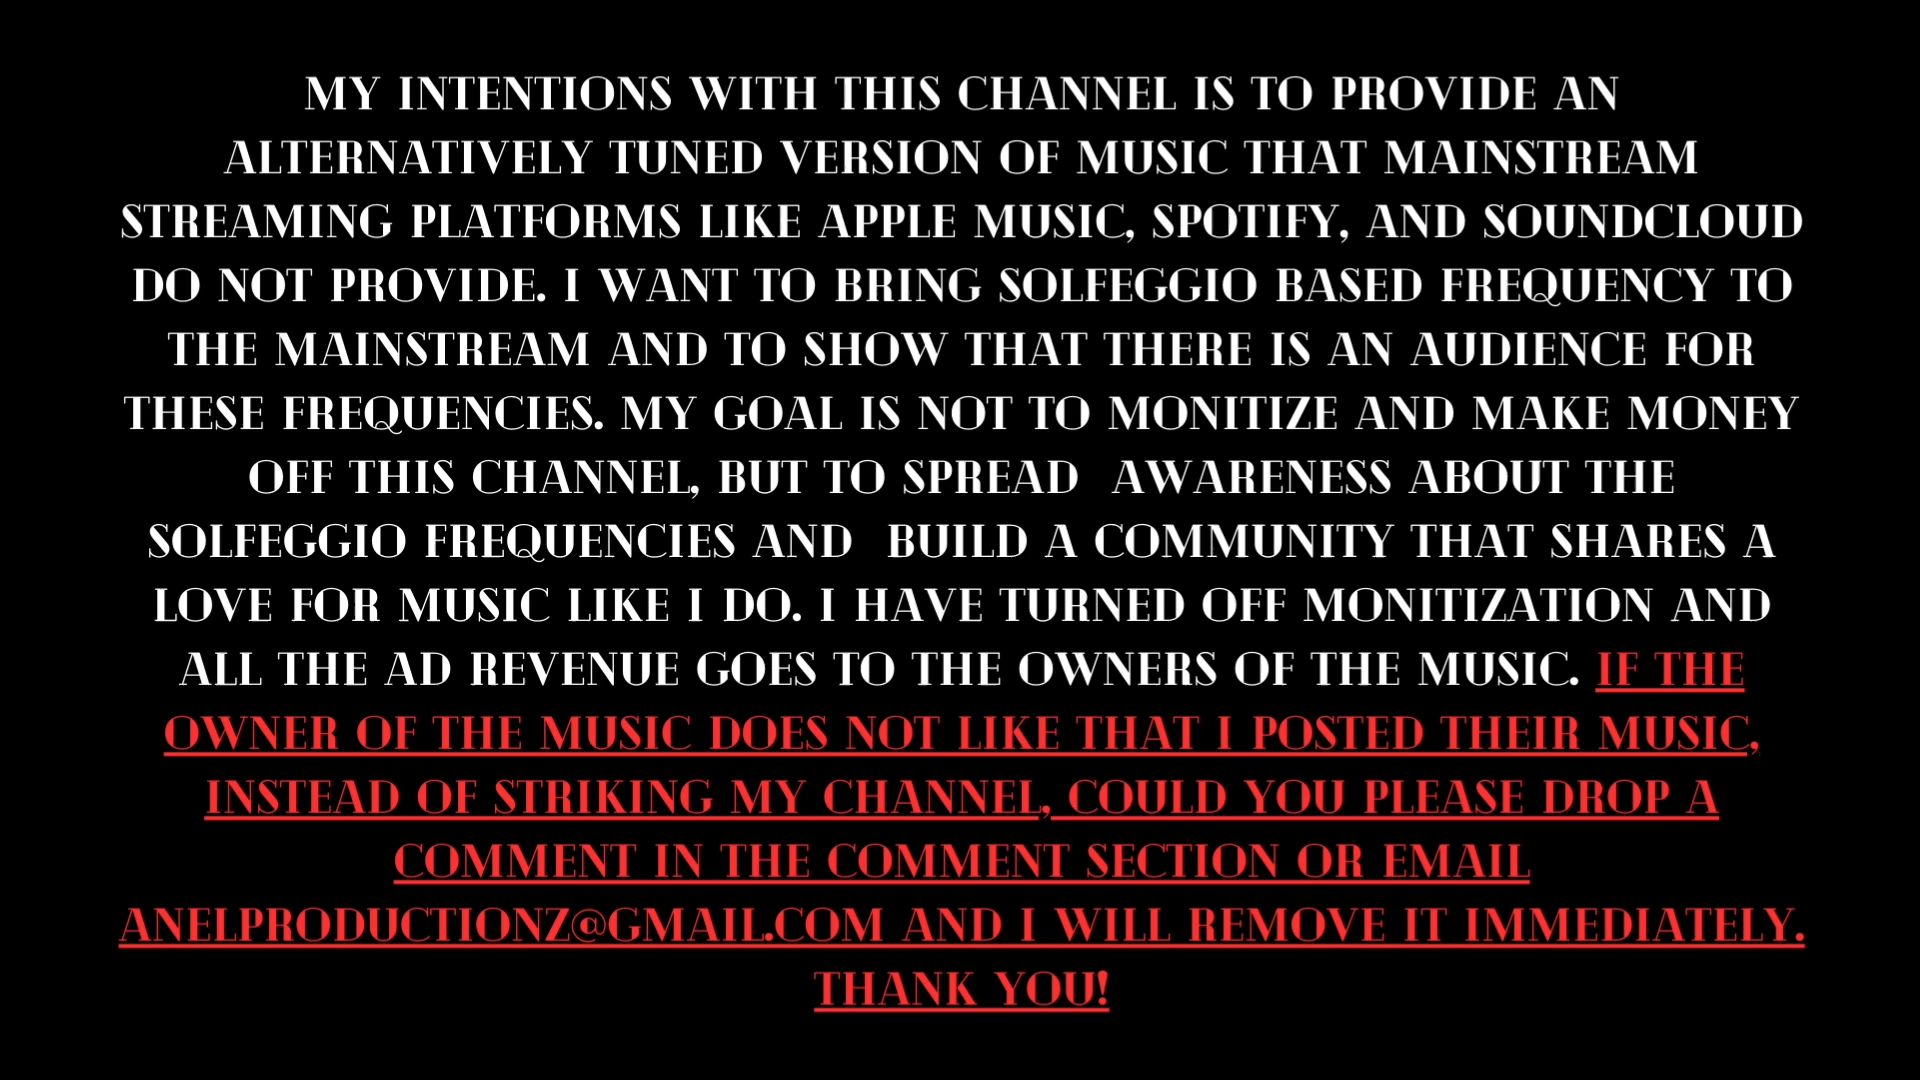 MY INTENTIONS WITH THIS CHANNEL IS TO PROVIDE AN
ALTERNATIVELY TUNED VERSION OF MUSIC THAT MAINSTREAM
STREAMING PLATFORMS LIKE APPLE MUSIC, SPOTIFY, AND SOUNDCLOUD
DO NOT PROVIDE. I WANT TO BRING SOLFEGGIO BASED FREQUENCY TO
THE MAINSTREAM AND TO SHOW THAT THERE IS AN AUDIENCE FOR
THESE FREQUENCIES. MY GOAL IS NOT TO MONITIZE AND MAKE MONEY
OFF THIS CHANNEL, BUT TO SPREAD  AWARENESS ABOUT THE
SOLFEGGIO FREQUENCIES AND  BUILD A COMMUNITY THAT SHARES A
LOVE FOR MUSIC LIKE I DO. I HAVE TURNED OFF MONITIZATION AND
ALL THE AD REVENUE GOES TO THE OWNERS OF THE MUSIC. IF THE
OWNER OF THE MUSIC DOES NOT LIKE THAT I POSTED THEIR MUSIC,
INSTEAD OF STRIKING MY CHANNEL, COULD YOU PLEASE DROP A
COMMENT IN THE COMMENT SECTION OR EMAIL
ANELPRODUCTIONZ@GMAIL.COM AND I WILL REMOVE IT IMMEDIATELY.
THANK YOU!